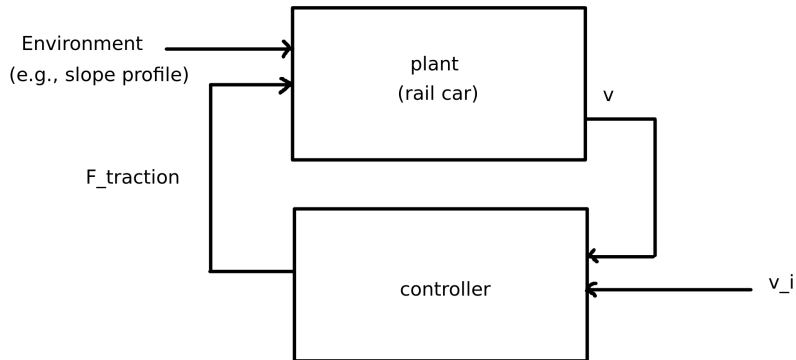 Environment
(e.g., slope profile)
plant
(rail car)
v
F_traction
controller
v_i